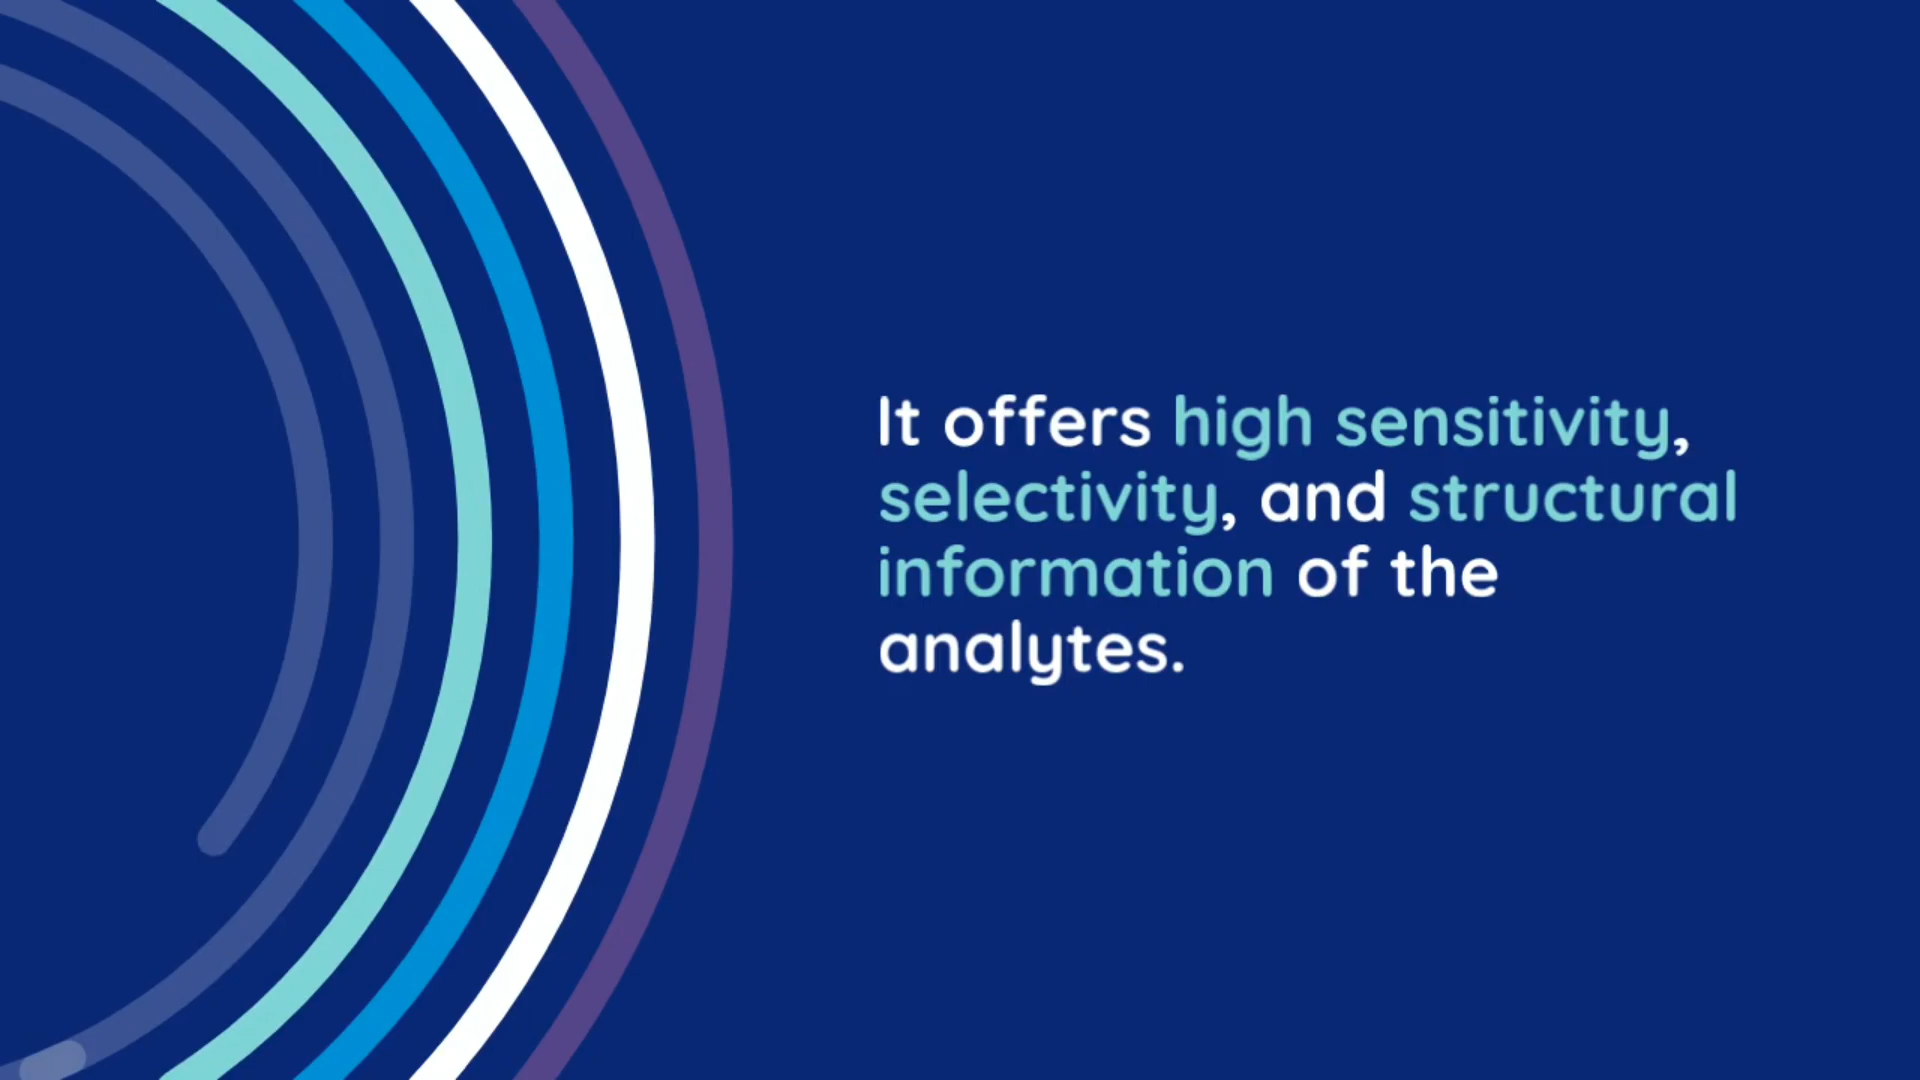 It offers high sensitivity,
selectivity, and structural
information of the
analytes.